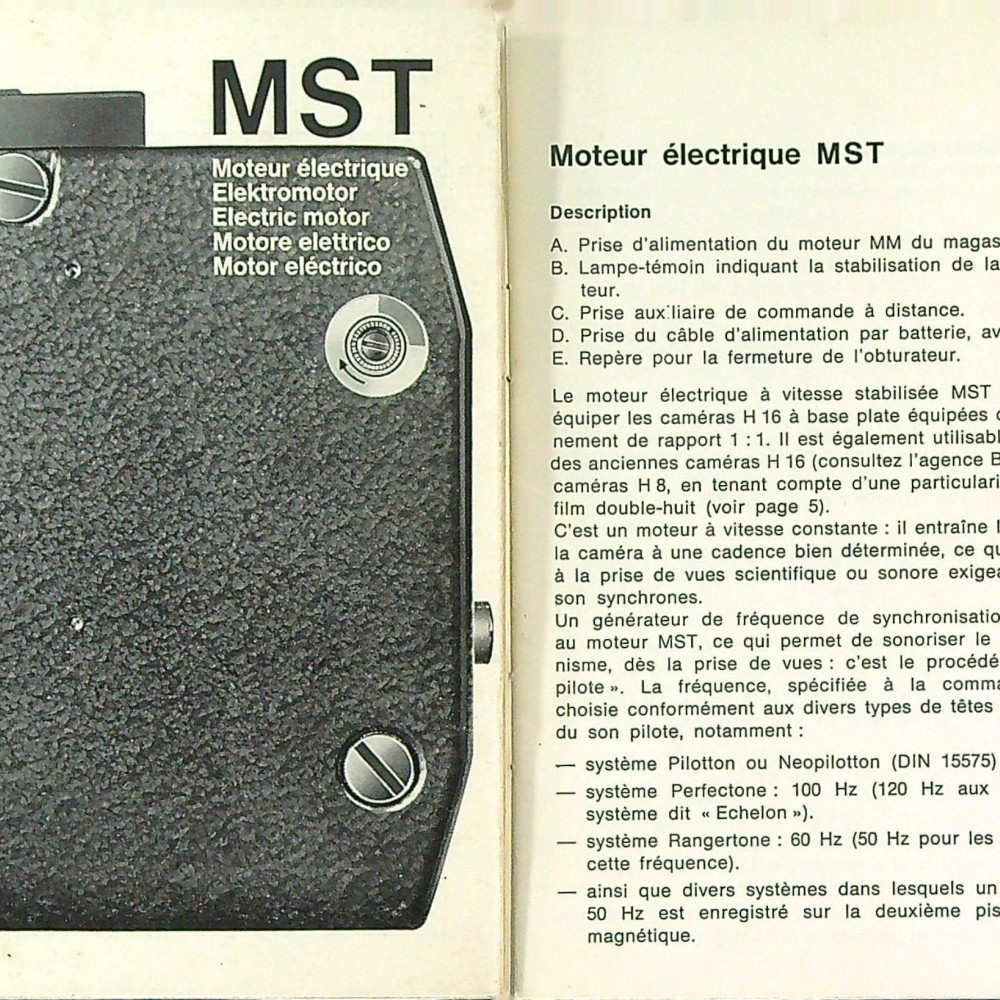 MST
Moteur électrique
Elektromotor
Electric motor
Motore elettrico
Motor eléctrico
Moteur électrique MST
Description
A. Prise d'alimentation du moteur MM du magas
B. Lampe-témoin indiquant la stabilisation de la
teur.
C. Prise auxiliaire de commande à distance.
D. Prise du câble d'alimentation par batterie, av
E. Repère pour la fermeture de l'obturateur.
Le moteur électrique à vitesse stabilisée MST
équiper les caméras H 16 à base plate équipées
nement de rapport 1 : 1. Il est également utilisabl
des anciennes caméras H 16 (consultez l'agence B
caméras H 8, en tenant compte d'une particulari
film double-huit (voir page 5).
C'est un moteur à vitesse constante : il entraîne l
la caméra à une cadence bien déterminée, ce qu
à la prise de vues scientifique ou sonore exigea
son synchrones.
Un générateur de fréquence de synchronisatio
au moteur MST, ce qui permet de sonoriser le
nisme, dès la prise de vues : c'est le procédé
pilote ». La fréquence, spécifiée à la comma
choisie conformément aux divers types de têtes
du son pilote, notamment :
— système Pilotton ou Neopilotton (DIN 15575)
— système Perfectone : 100 Hz (120 Hz aux
système dit « Echelon »).
— système Rangertone : 60 Hz (50 Hz pour les
cette fréquence).
— ainsi que divers systèmes dans lesquels un
50 Hz est enregistré sur la deuxième pis
magnétique.